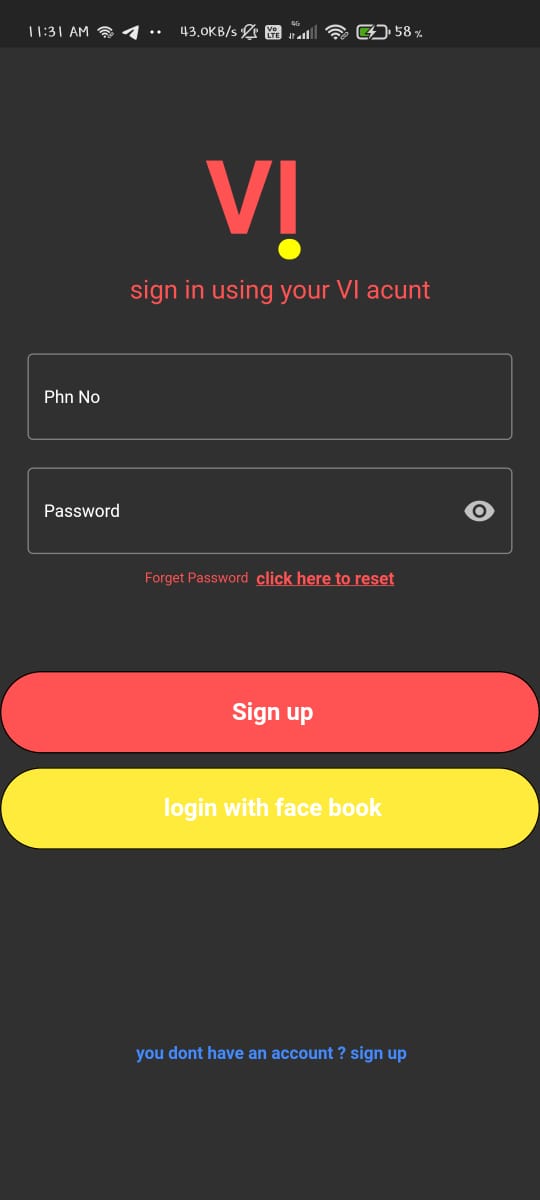 11:31 AM 43.0KB/s Vo LTE 4G 58 %
VI
sign in using your VI acunt
Phn No
Password
Forget Password click here to reset
Sign up
login with face book
you dont have an account ? sign up